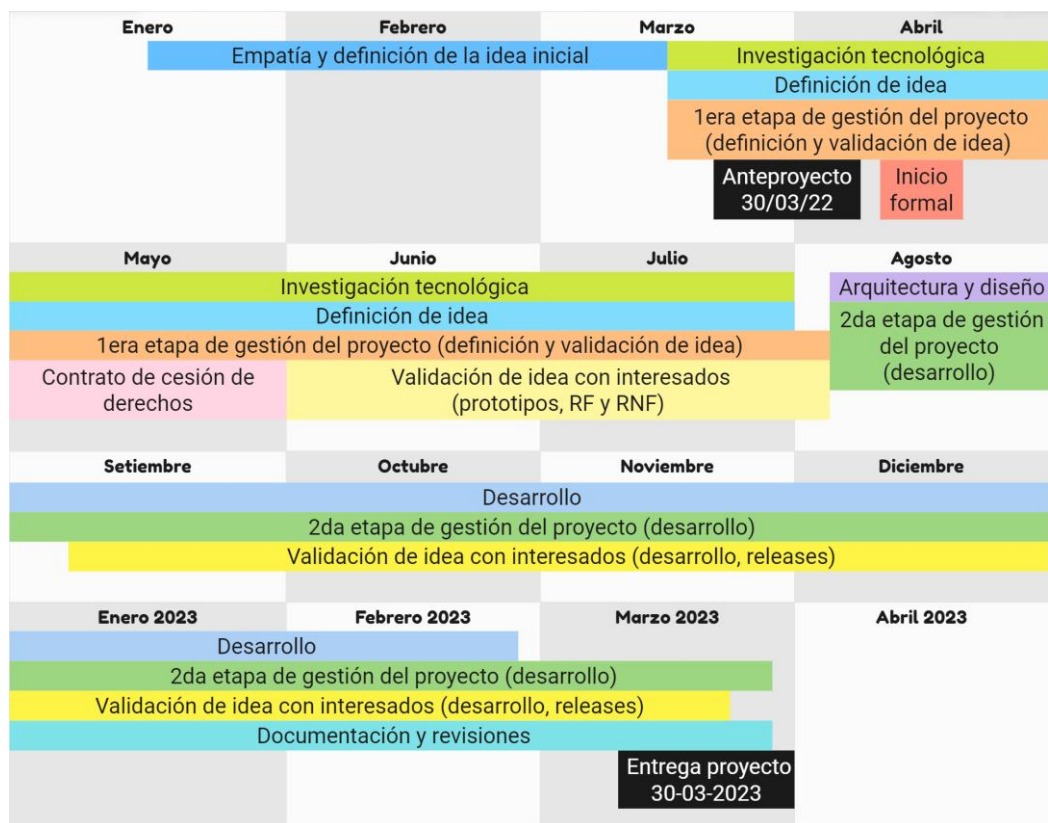 Enero
Febrero
Marzo
Abril
Empatía y definición de la idea inicial
Investigación tecnológica
Definición de idea
1era etapa de gestión del proyecto
(definición y validación de idea)
Anteproyecto
30/03/22
Inicio
formal
Mayo
Junio
Julio
Agosto
Investigación tecnológica
Arquitectura y diseño
Definición de idea
2da etapa de gestión
del proyecto
(desarrollo)
1era etapa de gestión del proyecto (definición y validación de idea)
Contrato de cesión de
derechos
Validación de idea con interesados
(prototipos, RF y RNF)
Setiembre
Octubre
Noviembre
Diciembre
Desarrollo
2da etapa de gestión del proyecto (desarrollo)
Validación de idea con interesados (desarrollo, releases)
Enero 2023
Febrero 2023
Marzo 2023
Abril 2023
Desarrollo
2da etapa de gestión del proyecto (desarrollo)
Validación de idea con interesados (desarrollo, releases)
Documentación y revisiones
Entrega proyecto
30-03-2023